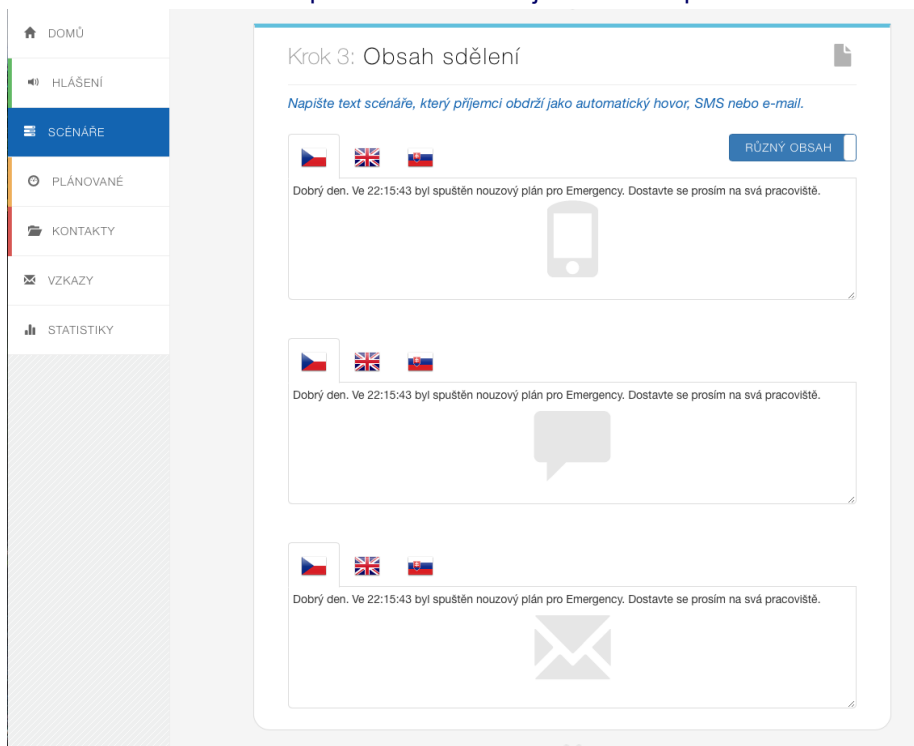 DOMŮ
HLÁŠENÍ
SCÉNÁŘE
PLÁNOVANÉ
KONTAKTY
VZKAZY
STATISTIKY
Krok 3: Obsah sdělení
Napište text scénáře, který příjemci obdrží jako automatický hovor, SMS nebo e-mail.
RŮZNÝ OBSAH
Dobrý den. Ve 22:15:43 byl spuštěn nouzový plán pro Emergency. Dostavte se prosím na svá pracoviště.
Dobrý den. Ve 22:15:43 byl spuštěn nouzový plán pro Emergency. Dostavte se prosím na svá pracoviště.
Dobrý den. Ve 22:15:43 byl spuštěn nouzový plán pro Emergency. Dostavte se prosím na svá pracoviště.